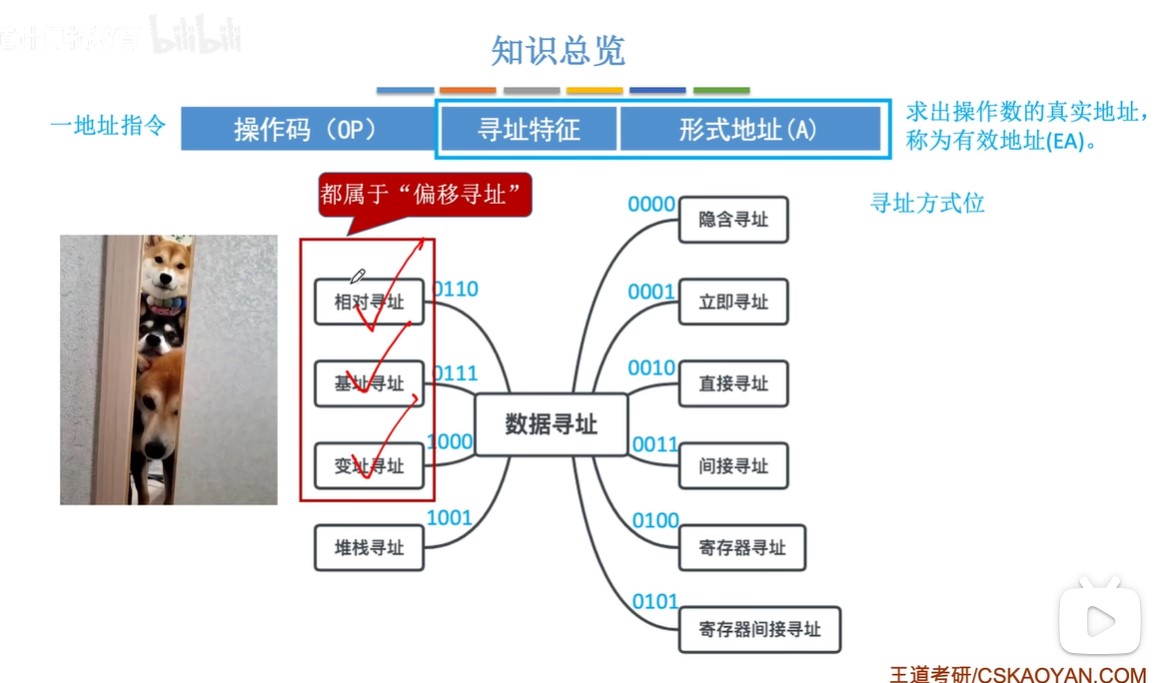 bilibili
知识总览
一地址指令
操作码（OP）
寻址特征
形式地址(A)
求出操作数的真实地址，
称为有效地址(EA)。
都属于“偏移寻址”
寻址方式位
0000
隐含寻址
0001
立即寻址
0010
直接寻址
0011
间接寻址
0100
寄存器寻址
0101
寄存器间接寻址
0110
相对寻址
0111
基址寻址
1000
变址寻址
1001
堆栈寻址
数据寻址
王道考研/CSKAOYAN.COM